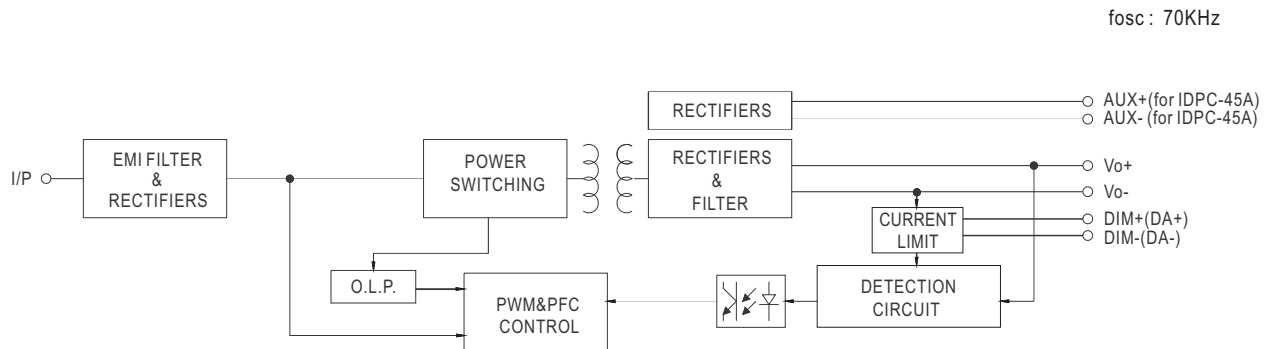 fosc : 70KHz
RECTIFIERS
AUX+(for IDPC-45A)
AUX- (for IDPC-45A)
I/P
EMI FILTER
&
RECTIFIERS
POWER
SWITCHING
RECTIFIERS
&
FILTER
Vo+
Vo-
CURRENT
LIMIT
DIM+(DA+)
DIM-(DA-)
O.L.P.
PWM&PFC
CONTROL
DETECTION
CIRCUIT